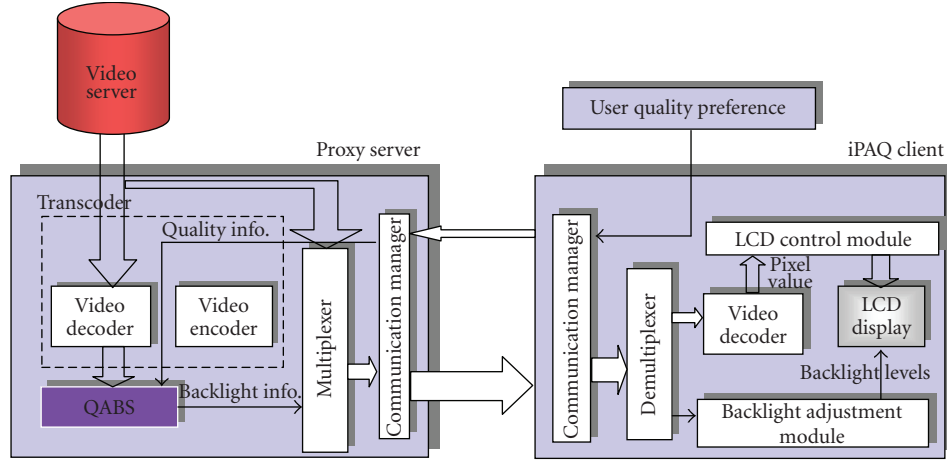 Video
server
User quality preference
Proxy server
iPAQ client
Transcoder
Quality info.
Video
decoder
Video
encoder
Multiplexer
Communication manager
QABS
Backlight info.
Communication manager
Demultiplexer
LCD control module
Pixel
value
Video
decoder
LCD
display
Backlight levels
Backlight adjustment
module